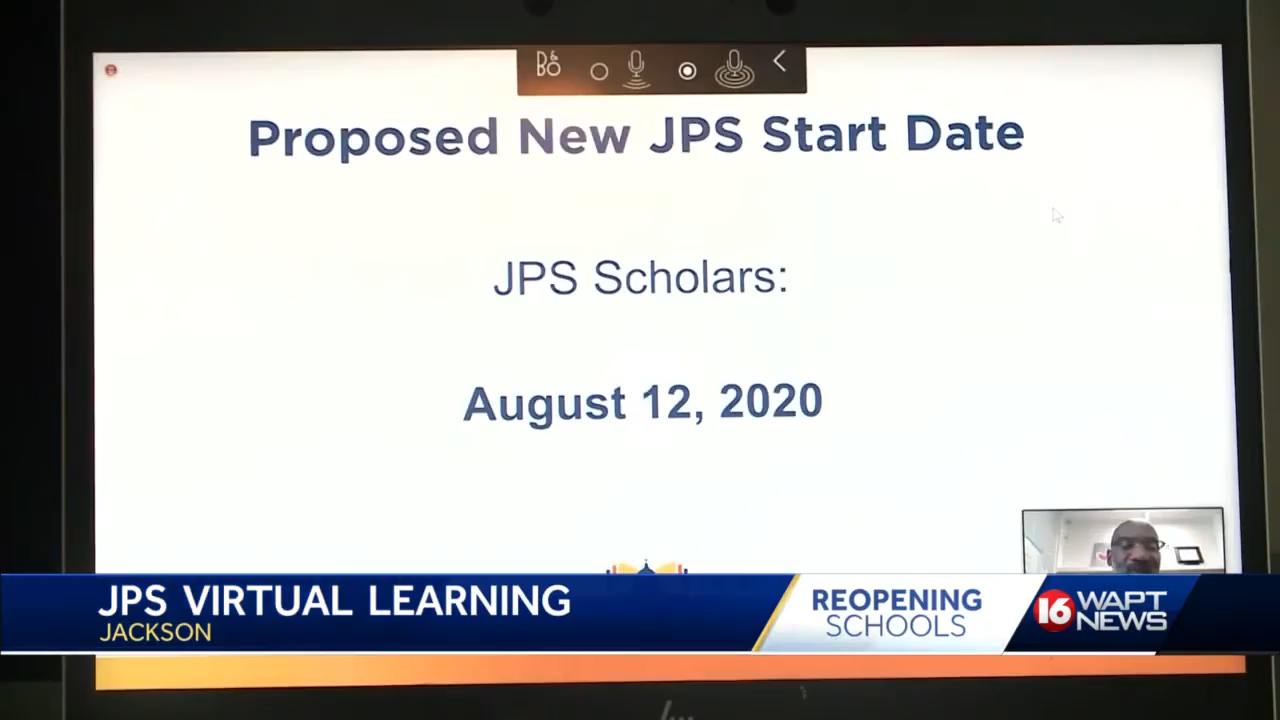 Proposed New JPS Start Date
JPS Scholars:
August 12, 2020
JPS VIRTUAL LEARNING
JACKSON
REOPENING
SCHOOLS
16 WAPT
NEWS